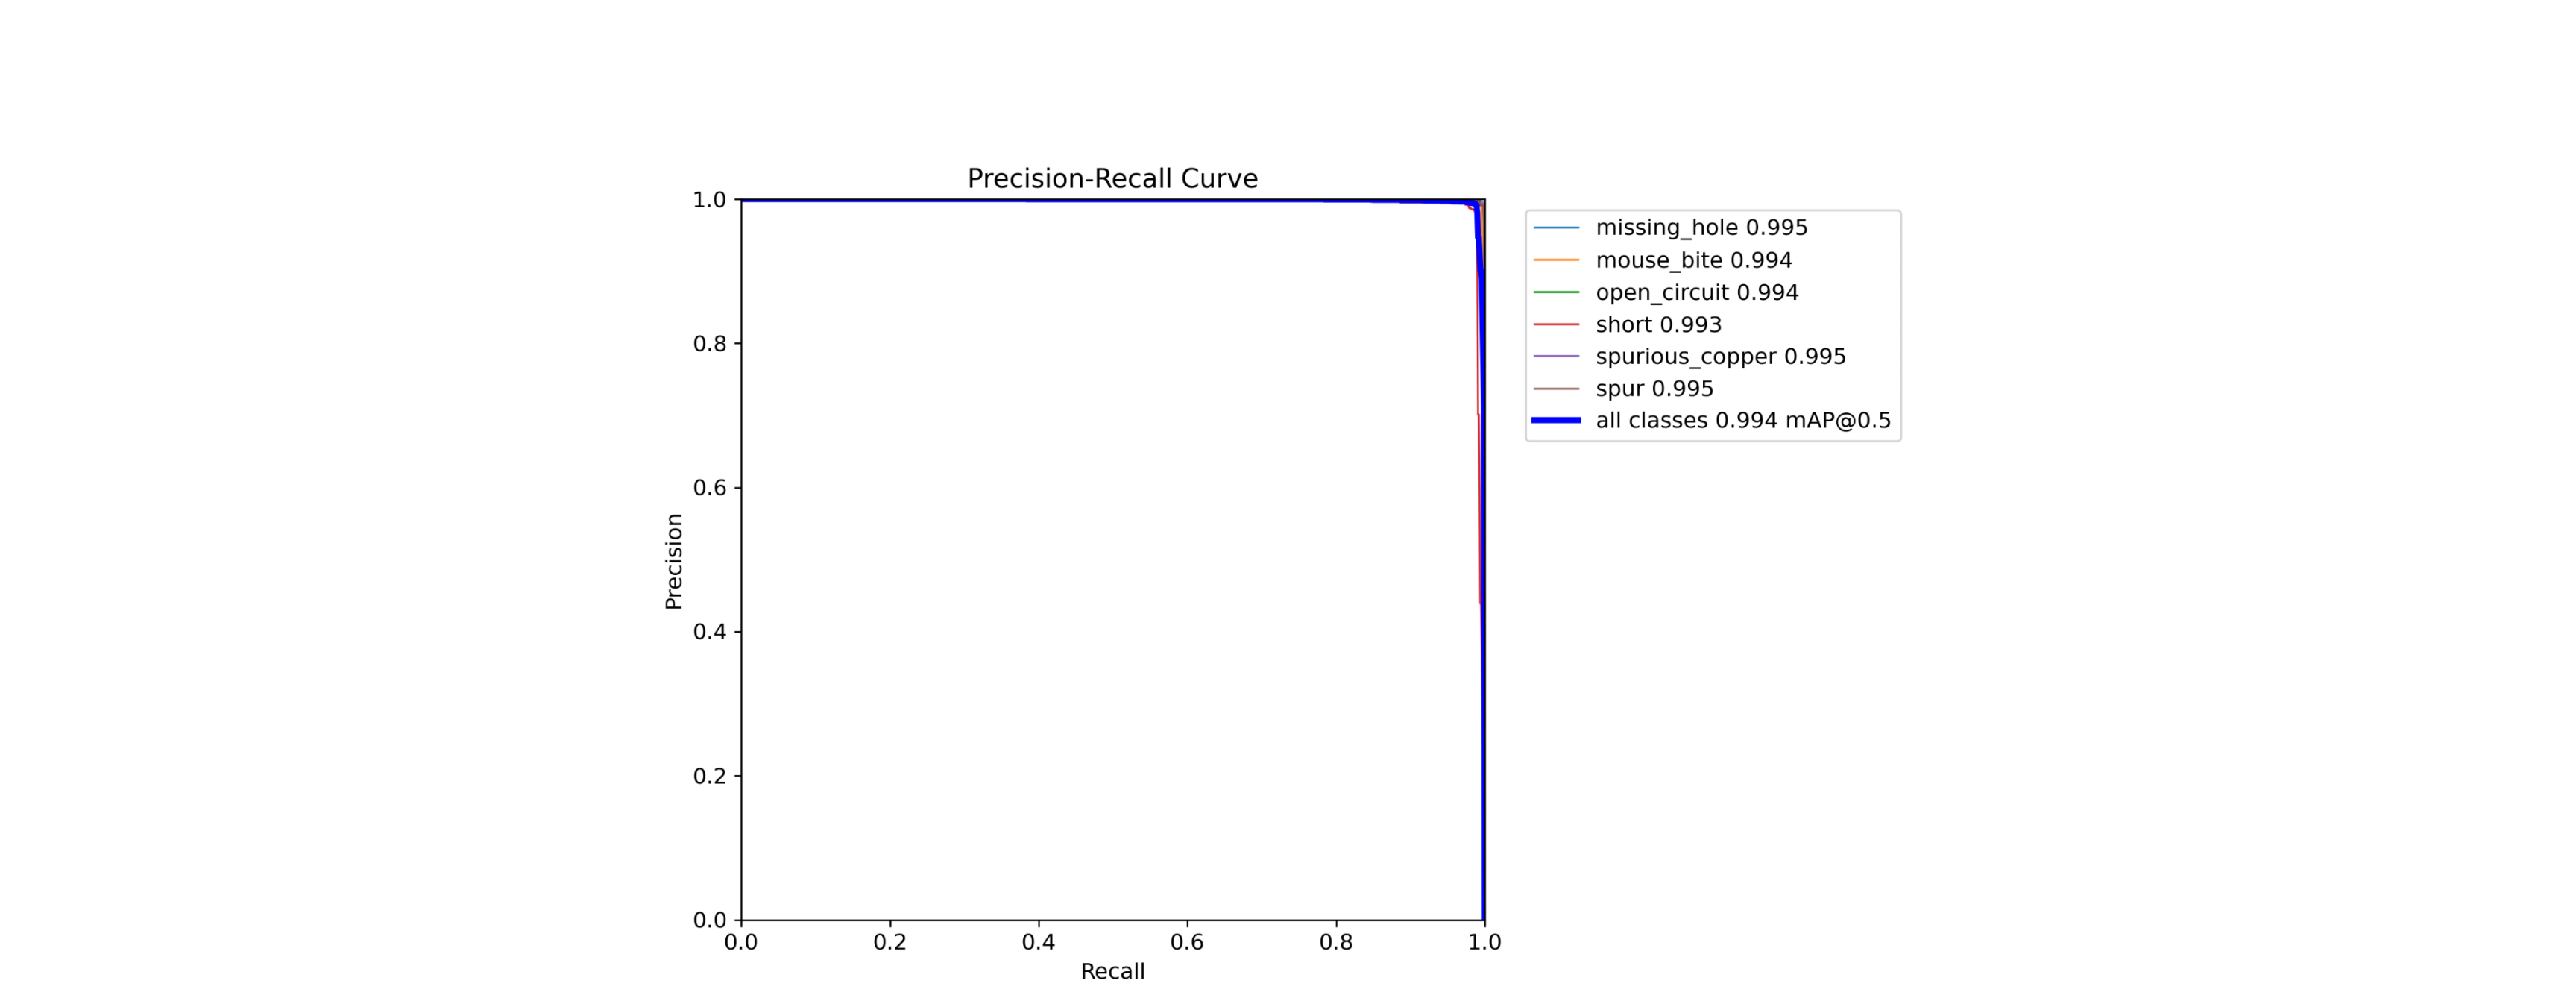 Precision-Recall Curve
1.0
0.8
0.6
0.4
0.2
0.0
Precision
0.0 0.2 0.4 0.6 0.8 1.0
Recall
missing_hole 0.995
mouse_bite 0.994
open_circuit 0.994
short 0.993
spurious_copper 0.995
spur 0.995
all classes 0.994 mAP@0.5